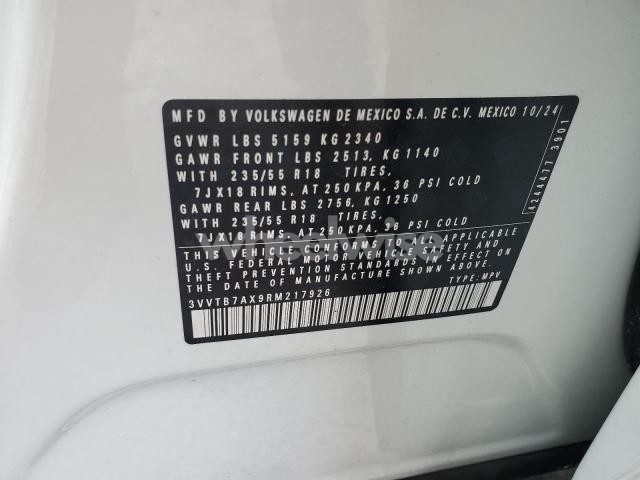 MFD BY VOLKSWAGEN DE MEXICO S.A. DE C.V. MEXICO 10/24
GVWR LBS 5159 KG 2340
GAWR FRONT LBS 2513, KG 1140
WITH 235/55 R18 TIRES,
7JX18 RIMS, AT 250 KPA, 36 PSI COLD
GAWR REAR LBS 2756, KG 1250
WITH 235/55 R18 TIRES,
7JX18 RIMS, AT 250 KPA, 36 PSI COLD
THIS VEHICLE CONFORMS TO ALL APPLICABLE
U.S. FEDERAL MOTOR VEHICLE SAFETY AND
THEFT PREVENTION STANDARDS IN EFFECT ON
THE DATE OF MANUFACTURE SHOWN ABOVE.
3VVTB7AX9RM217926 TYPE: MPV
4244477 3901
wheelwise